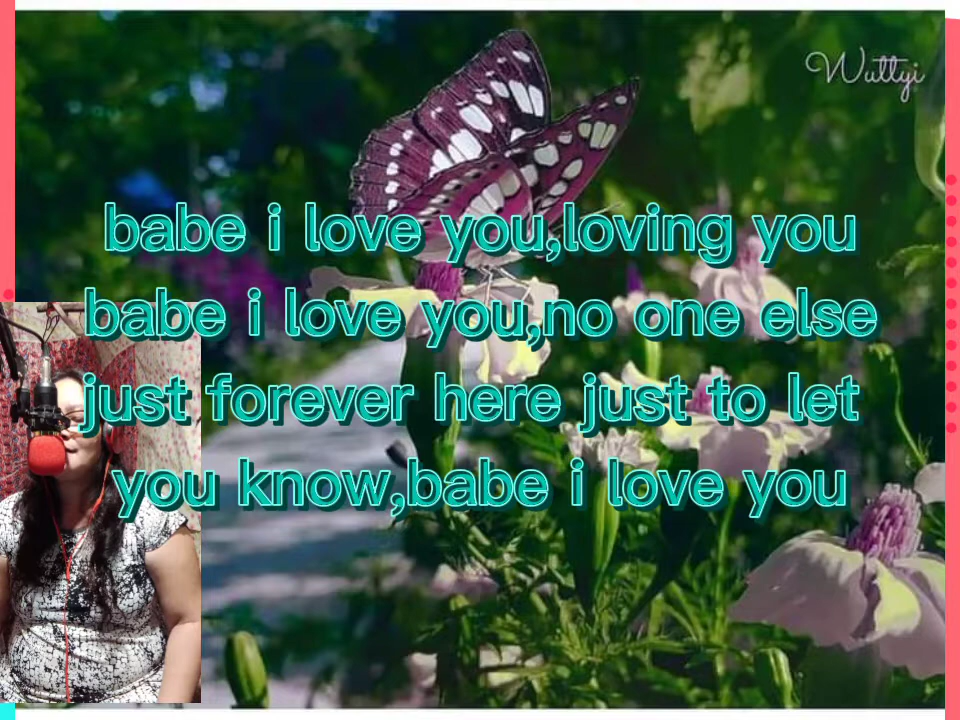 Wuttyi
babe i love you,loving you
babe i love you,no one else
just forever here just to let
you know,babe i love you